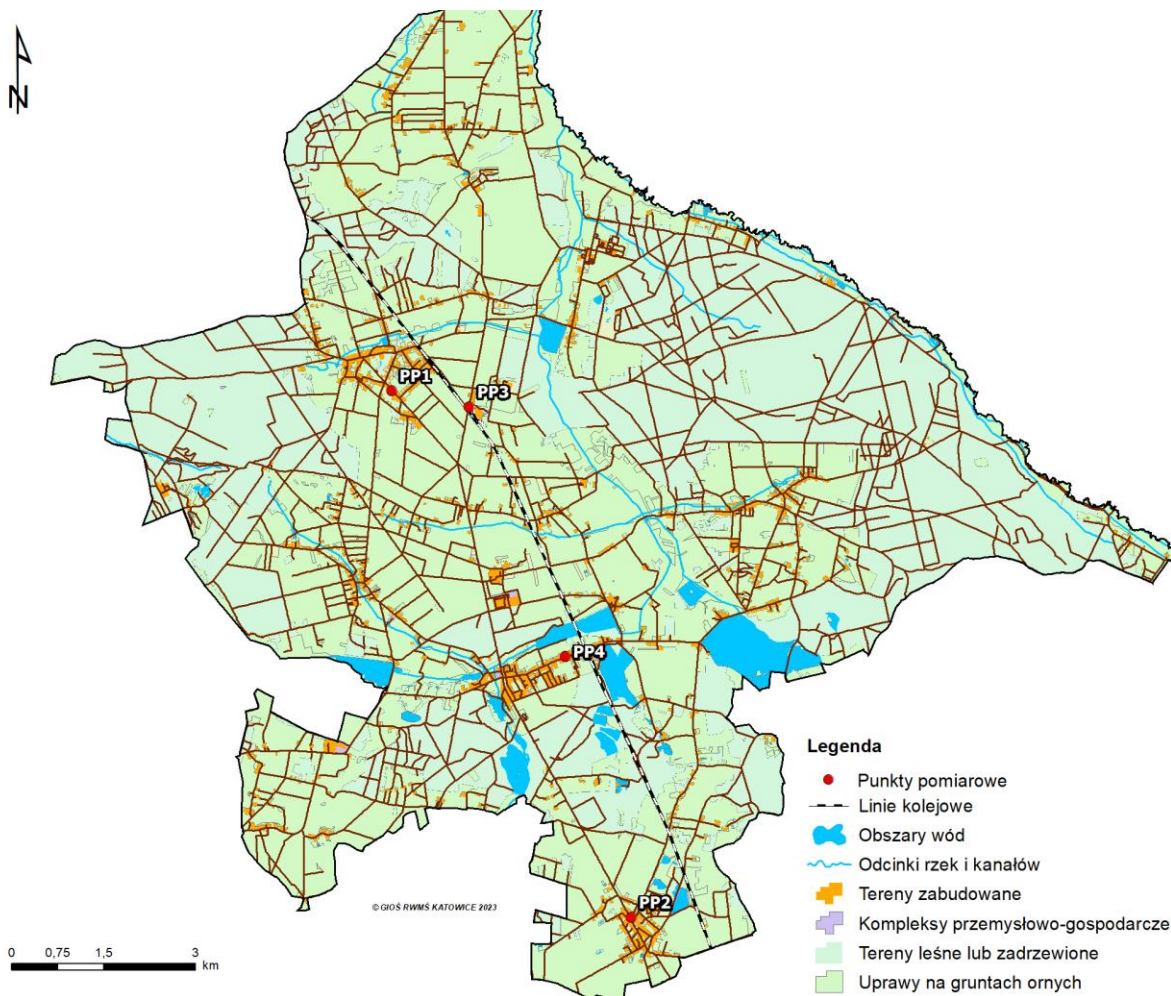 N
PP1
PP3
PP4
PP2
Legenda
Punkty pomiarowe
Linie kolejowe
Obszary wód
Odcinki rzek i kanałów
Tereny zabudowane
Kompleksy przemysłowo-gospodarcze
Tereny leśne lub zadrzewione
Uprawy na gruntach ornych
© GIOŚ RWMŚ KATOWICE 2023
0 0,75 1,5 3
km